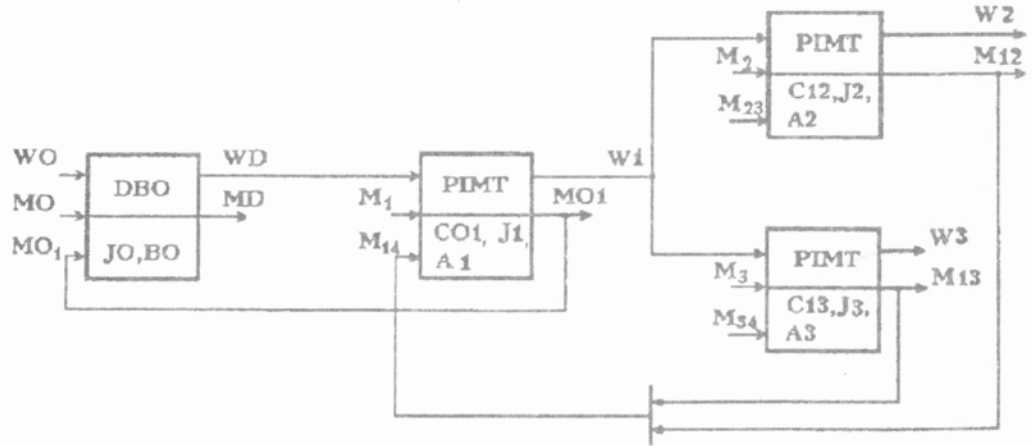 WO
MO
MO₁
DBO
JO,BO
WD
MD
M₁
M₁₄
PIMT
CO1, J1,
A1
W1
MO1
M₂
M₂₃
PIMT
C12,J2,
A2
W2
M12
M₃
M₃₄
PIMT
C13,J3,
A3
W3
M13